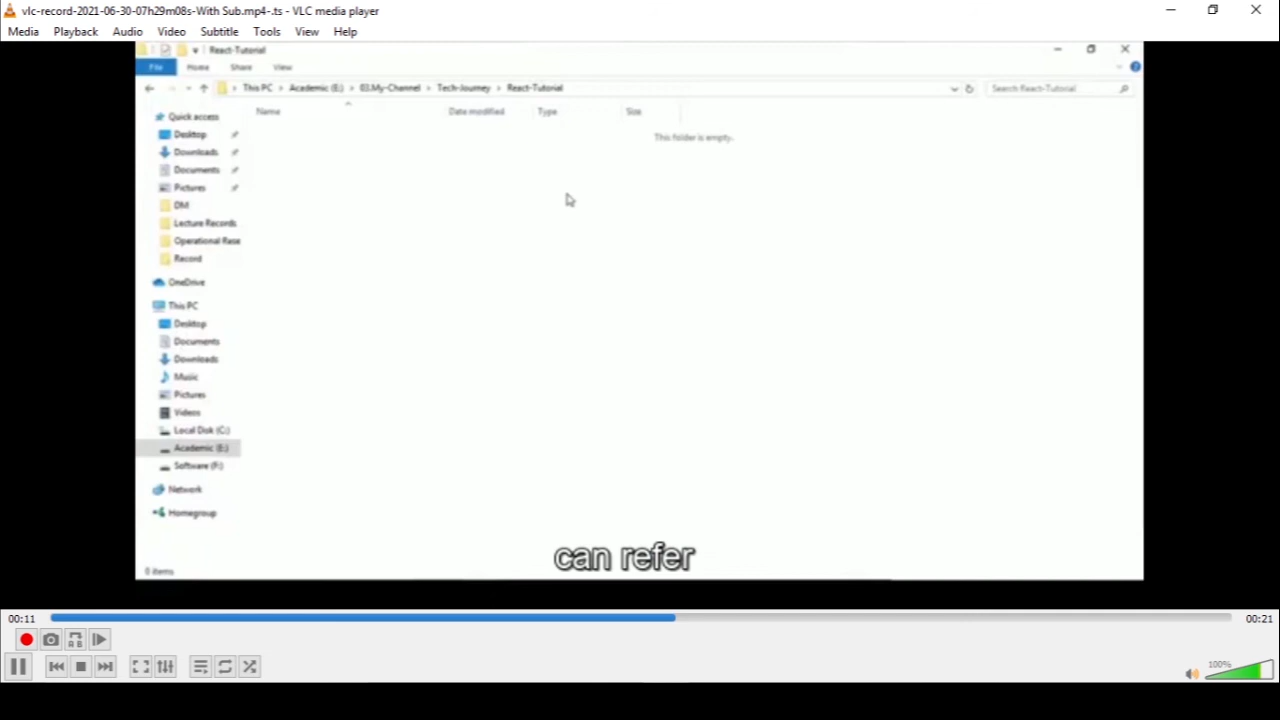 vlc-record-2021-06-30-07h29m08s-With Sub.mp4-.ts - VLC media player
Media Playback Audio Video Subtitle Tools View Help
React-Tutorial
File Home Share View
This PC > Academic (E:) > 03.My-Channel > Tech-Journey > React-Tutorial
Search React-Tutorial
Name Date modified Type Size
This folder is empty.
Quick access
Desktop
Downloads
Documents
Pictures
DM
Lecture Records
Operational Rese
Record
OneDrive
This PC
Desktop
Documents
Downloads
Music
Pictures
Videos
Local Disk (C:)
Academic (E:)
Software (F:)
Network
Homegroup
can refer
0 items
00:11 00:21
A B
100%